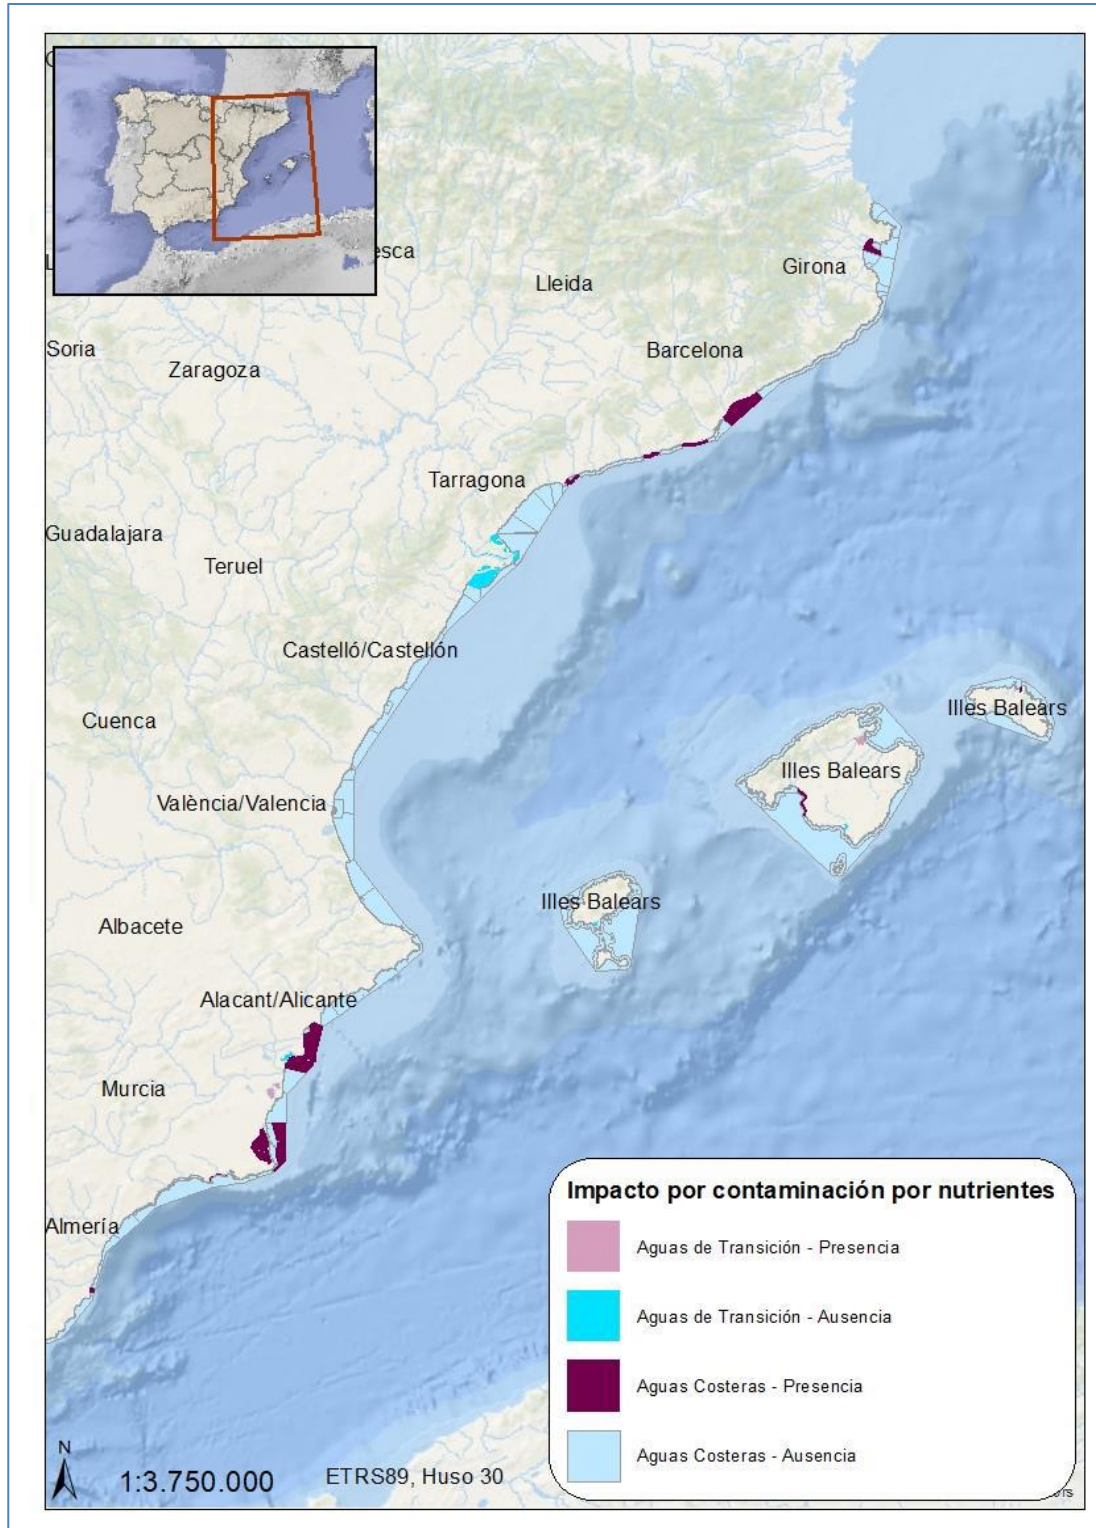 esca
Girona
Lleida
Soria
Barcelona
Zaragoza
Tarragona
Guadalajara
Teruel
Castelló/Castellón
Cuenca
Illes Balears
Illes Balears
València/Valencia
Illes Balears
Albacete
Alacant/Alicante
Murcia
Almería
Impacto por contaminación por nutrientes
Aguas de Transición - Presencia
Aguas de Transición - Ausencia
Aguas Costeras - Presencia
Aguas Costeras - Ausencia
N
1:3.750.000
ETRS89, Huso 30